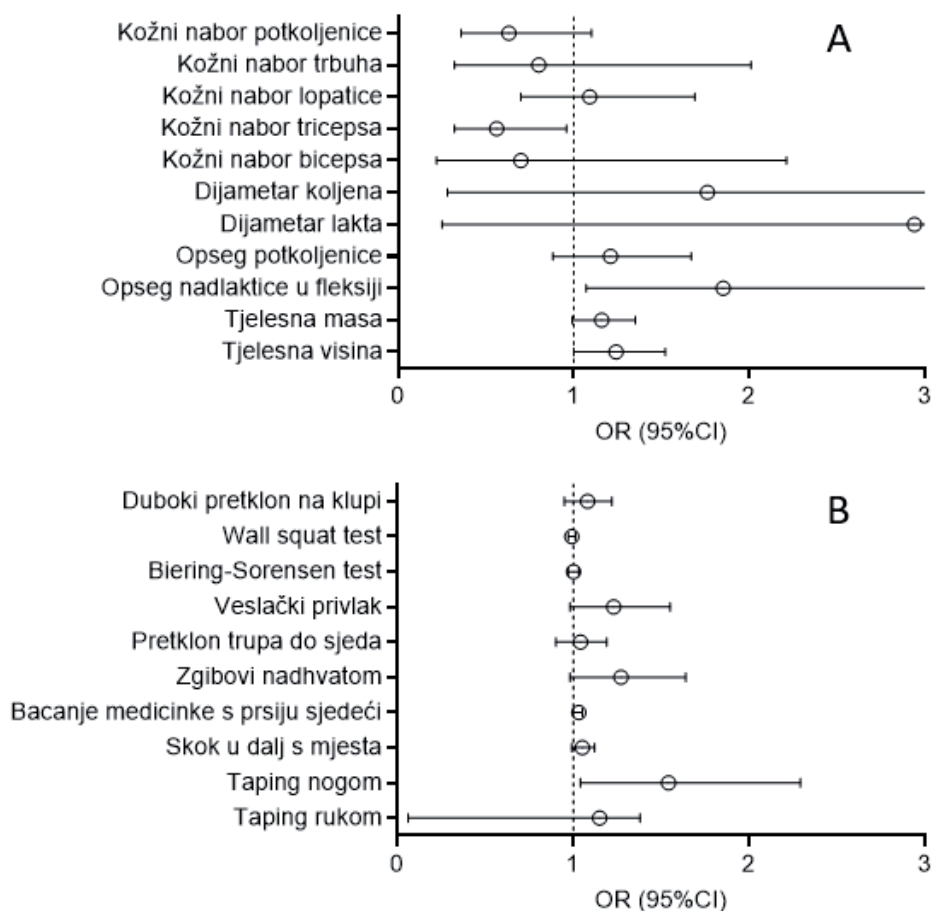 A
Kožni nabor potkoljenice
Kožni nabor trbuha
Kožni nabor lopatice
Kožni nabor tricepsa
Kožni nabor bicepsa
Dijametar koljena
Dijametar lakta
Opseg potkoljenice
Opseg nadlaktice u fleksiji
Tjelesna masa
Tjelesna visina
0 1 2 3
OR (95%CI)
B
Duboki pretklon na klupi
Wall squat test
Biering-Sorensen test
Veslački privlak
Pretklon trupa do sjeda
Zgibovi nadhvatom
Bacanje medicinke s prsiju sjedeći
Skok u dalj s mjesta
Taping nogom
Taping rukom
0 1 2 3
OR (95%CI)